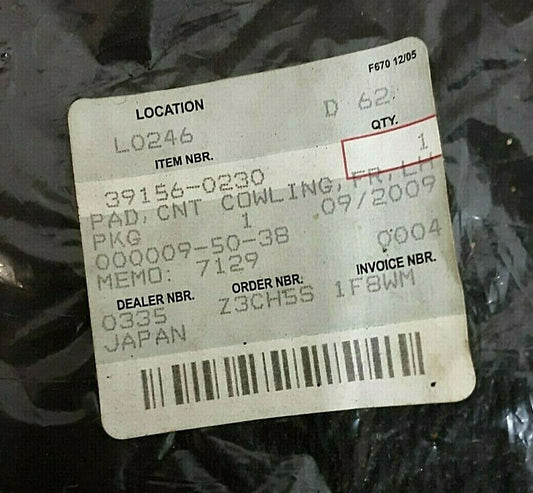 F670 12/05
LOCATION D 62
L0246 QTY.
ITEM NBR. 1
39156-0230
PAD,CNT COWLING,FR,LH
PKG 1 09/2009
000009-50-38
MEMO: 7129 0004
DEALER NBR. ORDER NBR. INVOICE NBR.
0335 Z3CH5S 1F8WM
JAPAN